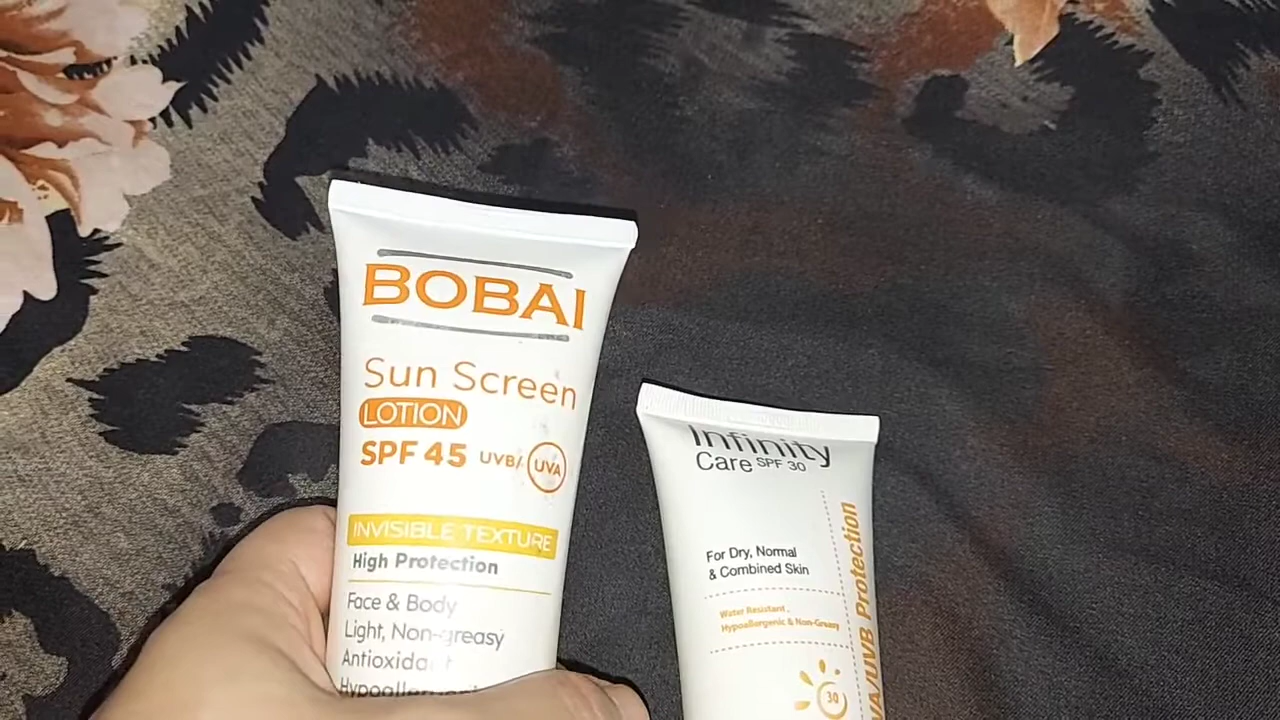 BOBAI
Sun Screen
LOTION
SPF 45 UVB/ UVA
INVISIBLE TEXTURE
High Protection
Face & Body
Light, Non-greasy
Infinity
Care SPF 30
For Dry, Normal
& Combined Skin
Water Resistant,
Hypoallergenic & Non-Greasy
30
Protection